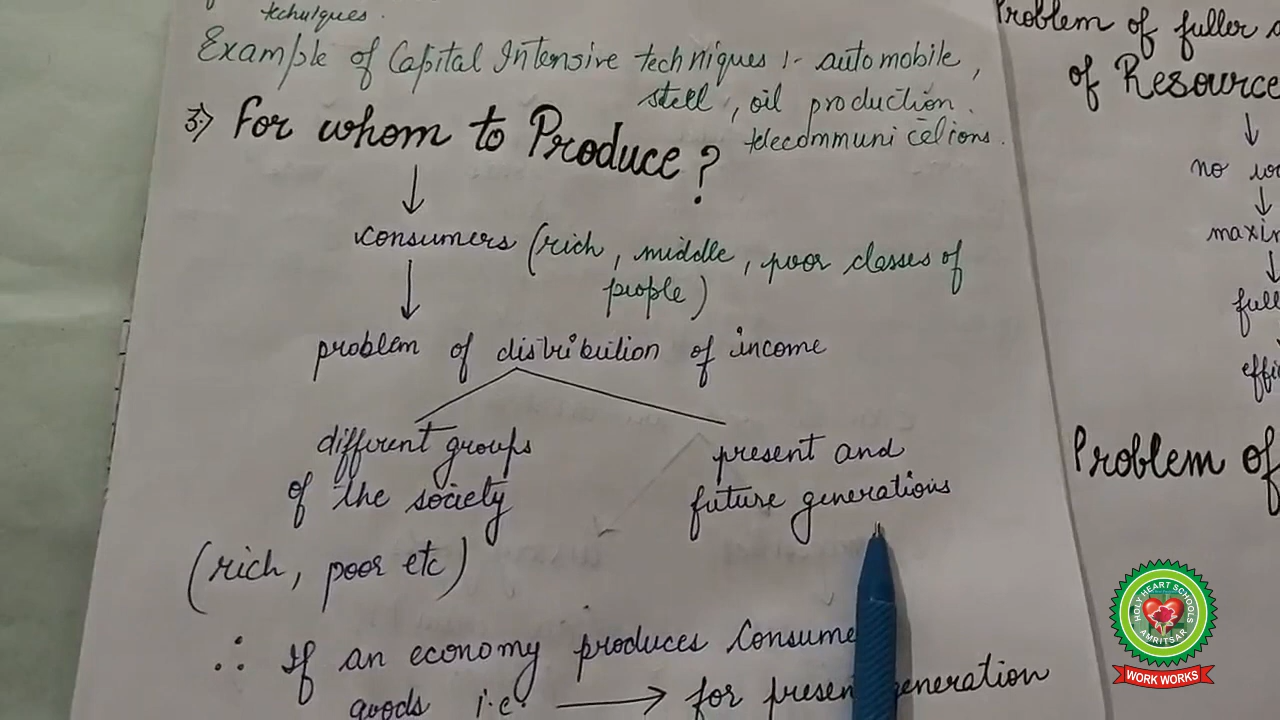 techniques.
Example of Capital Intensive techniques :- automobile,
steel, oil production.
telecommunicelions.
3) For whom to Produce?
consumers (rich, middle, poor classes of
people)
problem of distribution of income
different groups
of the society
(rich, poor etc)
present and
future generations
∴ If an economy produces Consume
goods i.e. → for present generation
Problem of fuller
of Resource
no
maxim
full
effi
Problem of
HOLY HEART SCHOOLS
AMRITSAR
WORK WORKS